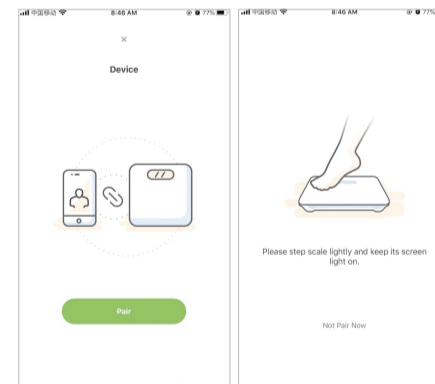 中国移动 8:46 AM 77%
×
Device
Pair
中国移动 8:46 AM 77%
Please step scale lightly and keep its screen
light on.
Not Pair Now